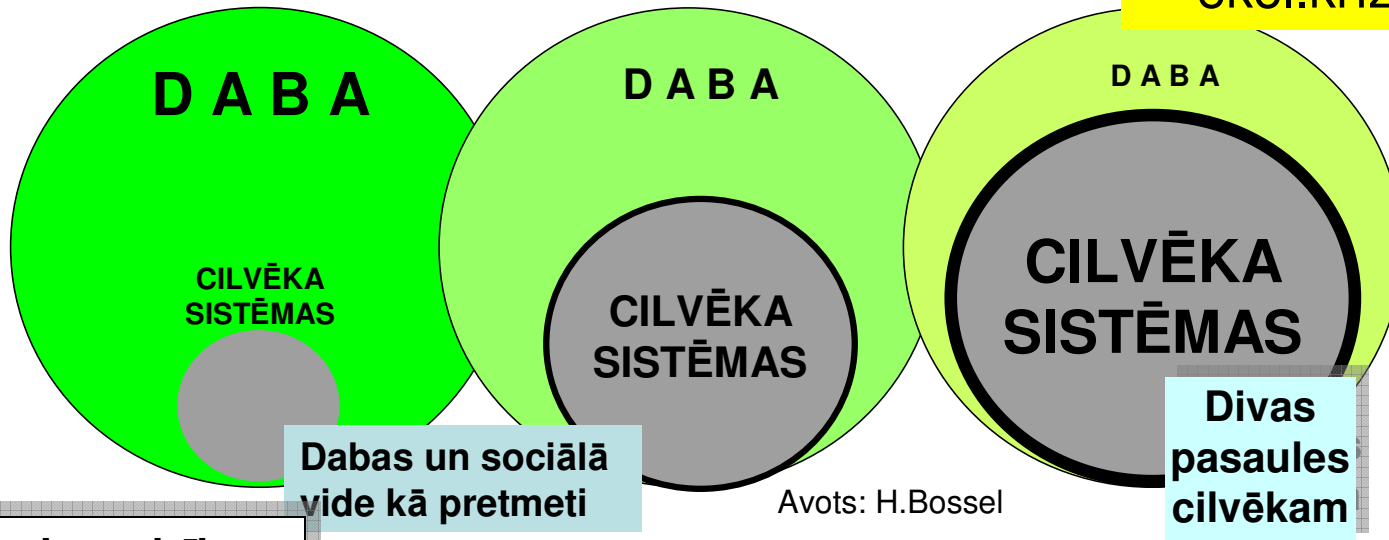 D A B A
D A B A
D A B A
CILVĒKA
SISTĒMAS
CILVĒKA
SISTĒMAS
CILVĒKA
SISTĒMAS
Dabas un sociālā
vide kā pretmeti
Avots: H.Bossel
Divas
pasaules
cilvēkam